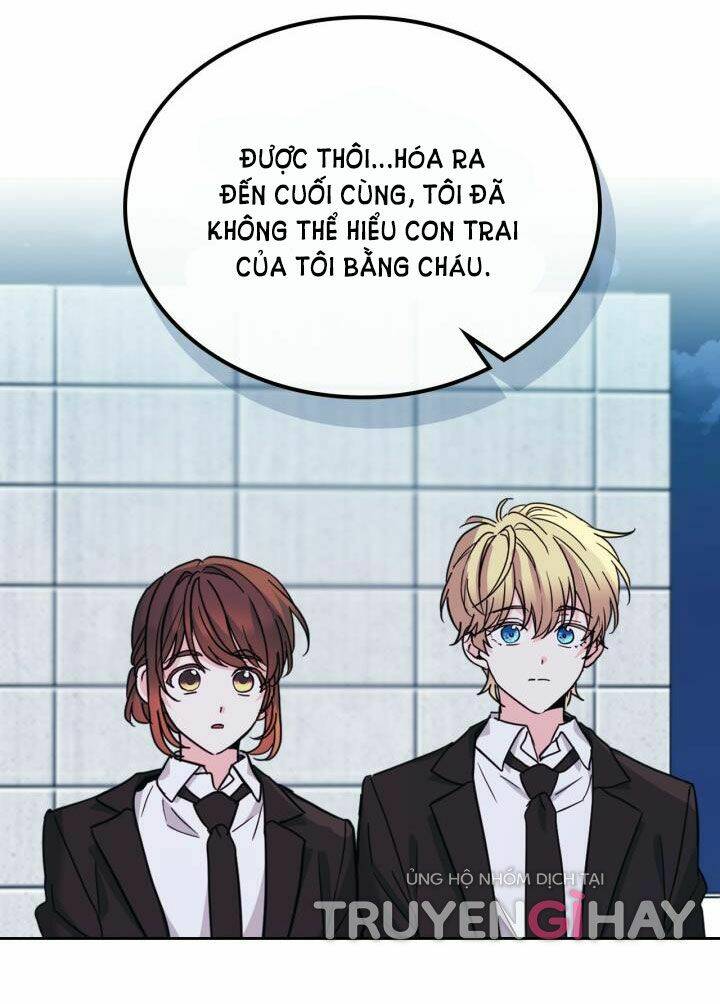 ĐƯỢC THÔI...HÓA RA
ĐẾN CUỐI CÙNG, TÔI ĐÃ
KHÔNG THỂ HIỂU CON TRAI
CỦA TÔI BẰNG CHÁU.
ỦNG HỘ NHÓM DỊCH TẠI
TRUYENGÌHAY